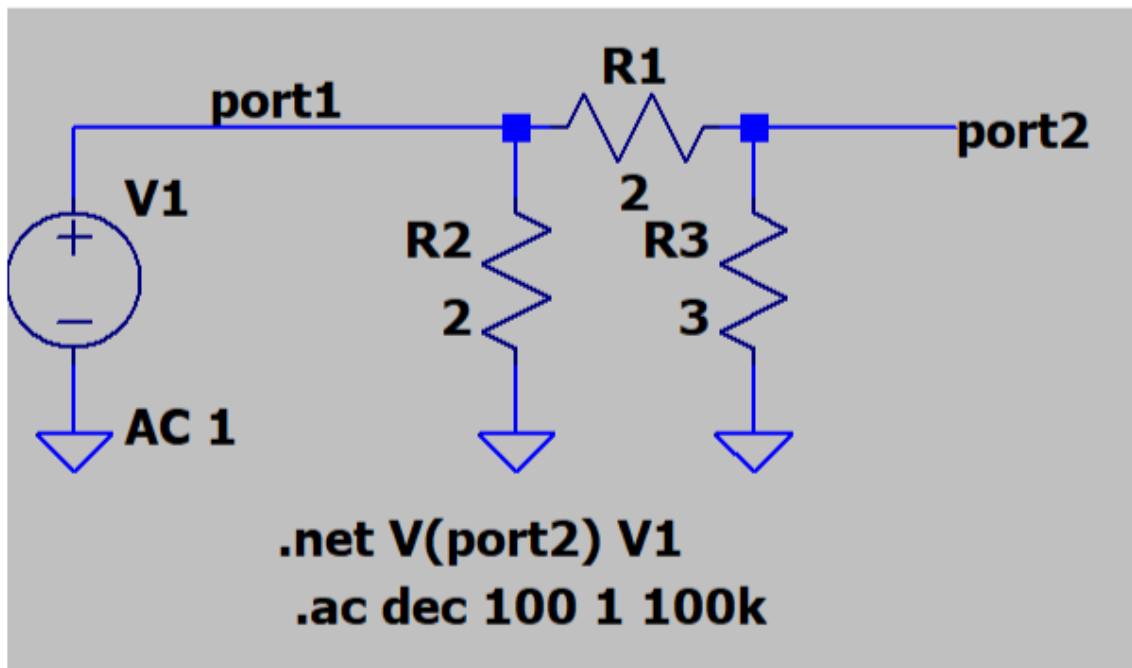 R1
port1
port2
V1
2
R2
R3
2
3
AC 1
.net V(port2) V1
.ac dec 100 1 100k